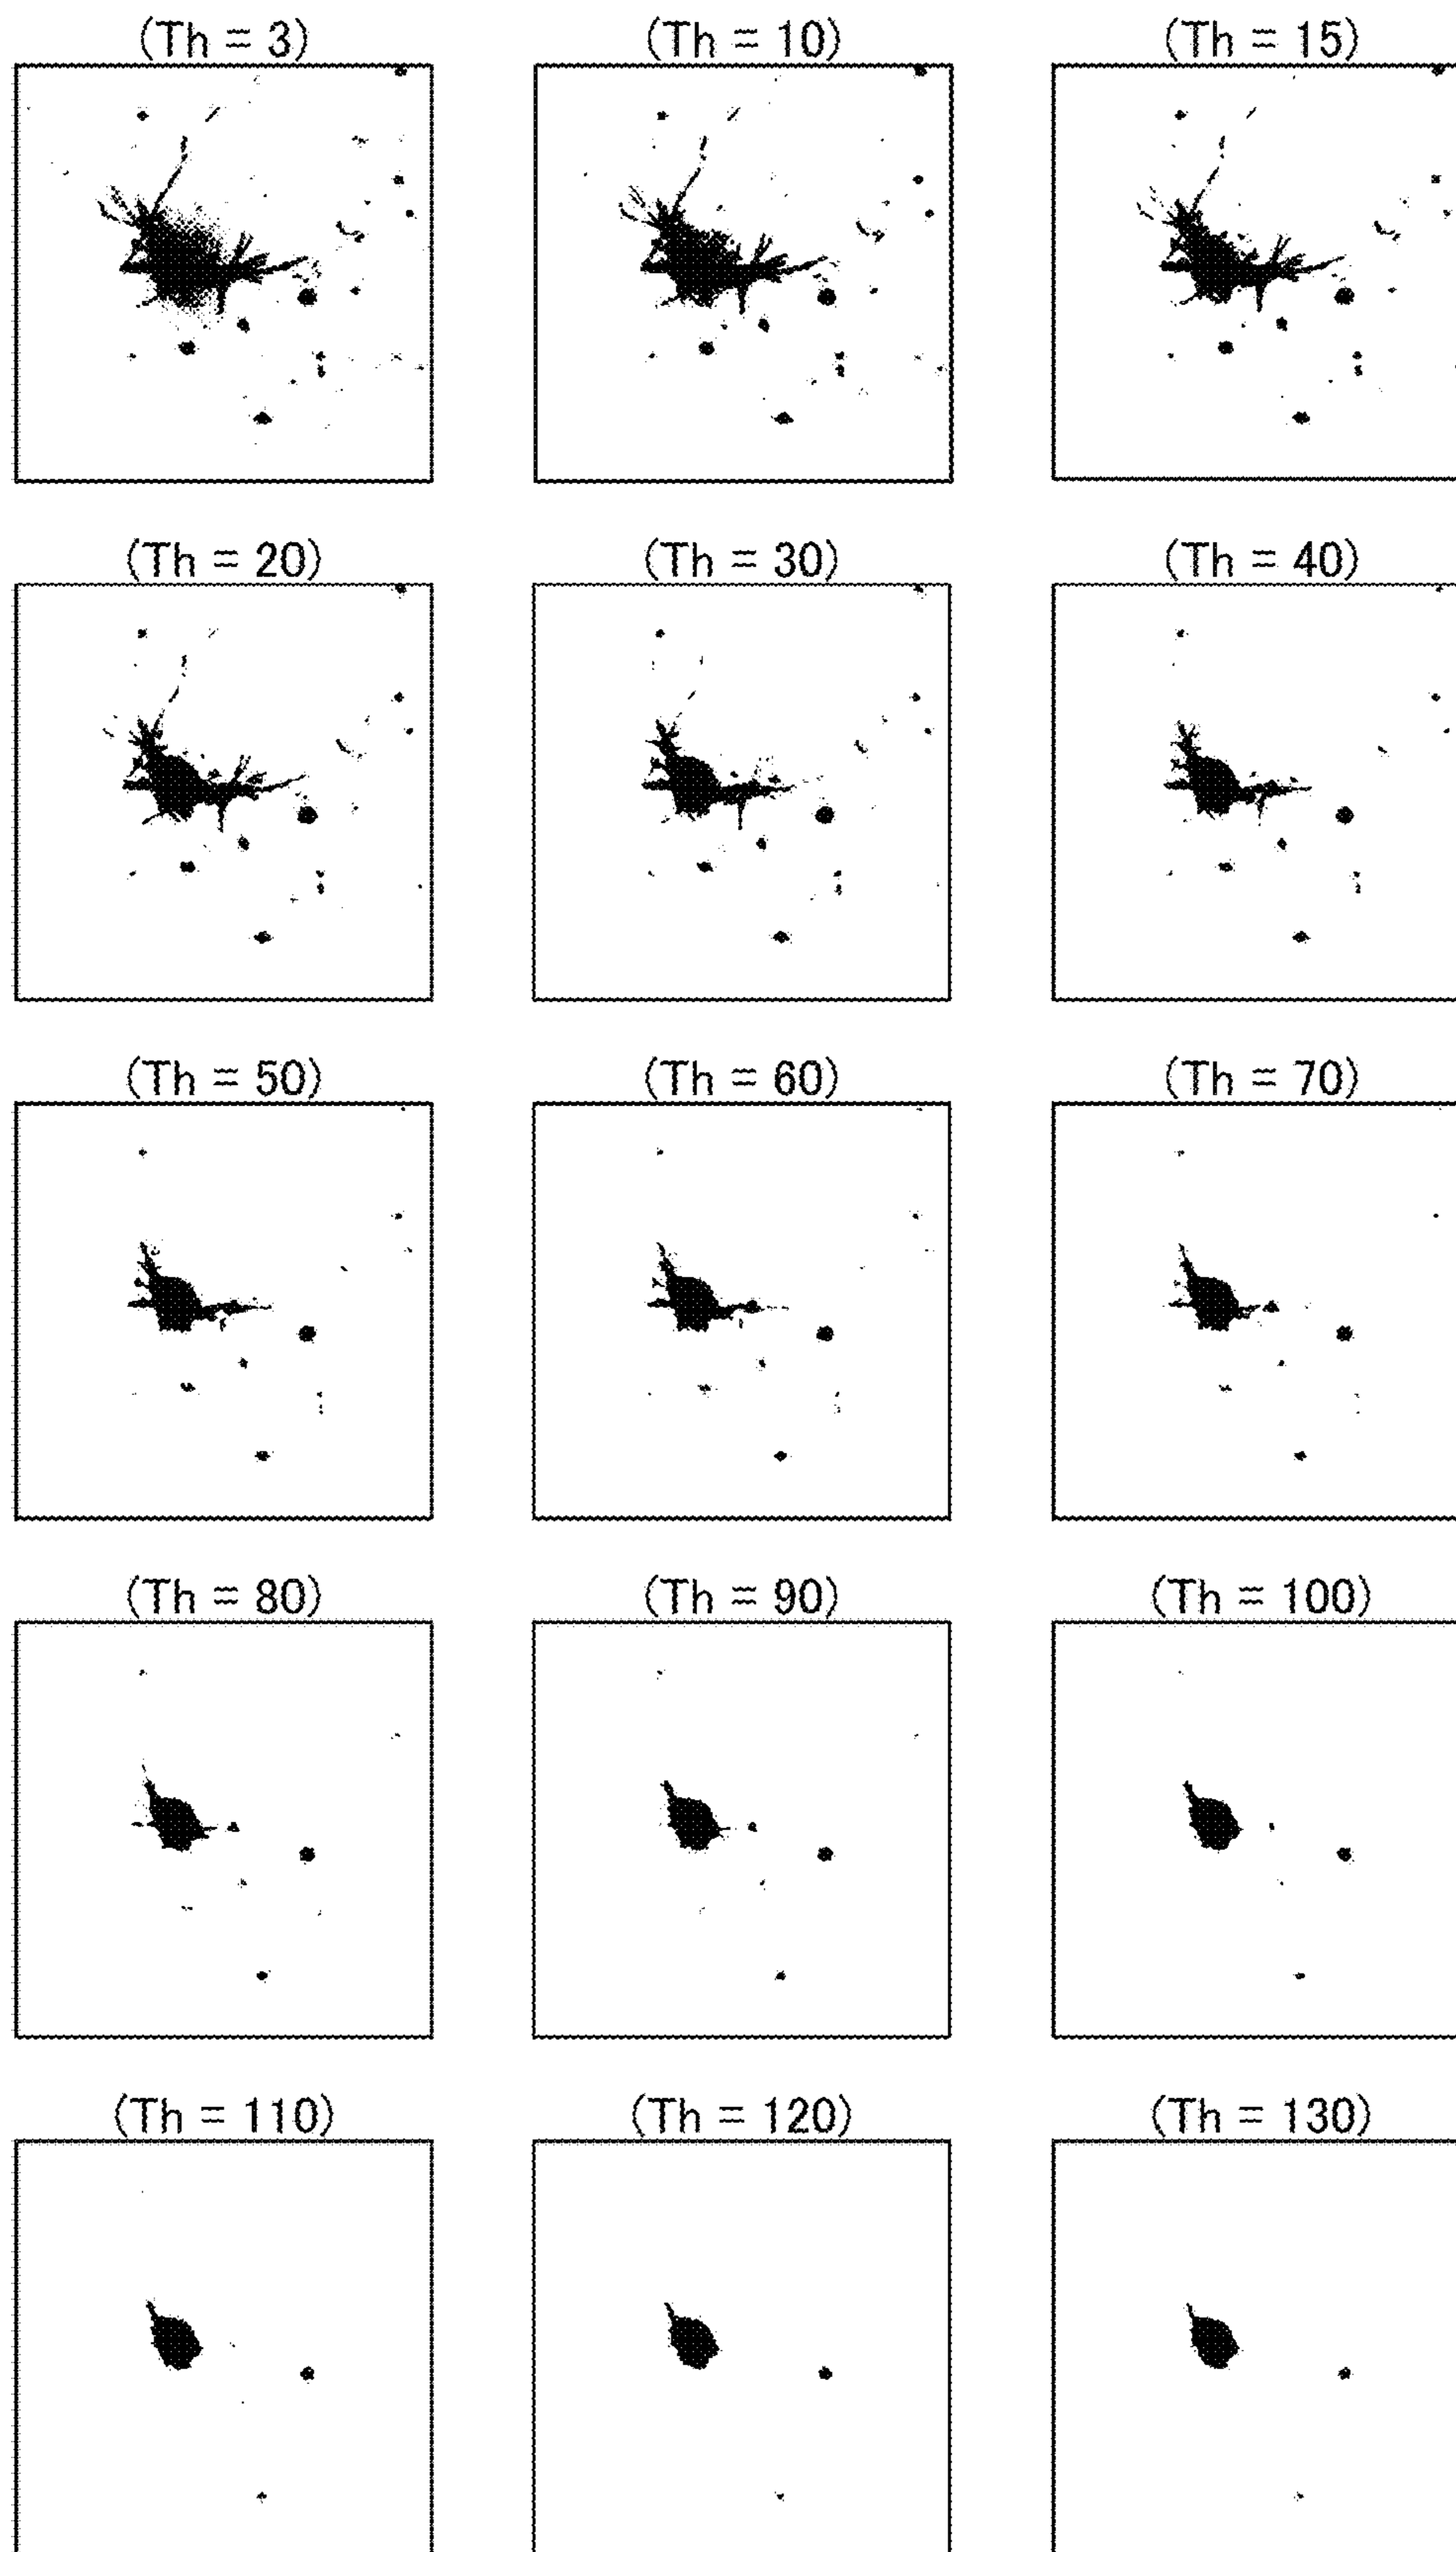 (Th = 3) (Th = 10) (Th = 15)
(Th = 20) (Th = 30) (Th = 40)
(Th = 50) (Th = 60) (Th = 70)
(Th = 80) (Th = 90) (Th = 100)
(Th = 110) (Th = 120) (Th = 130)